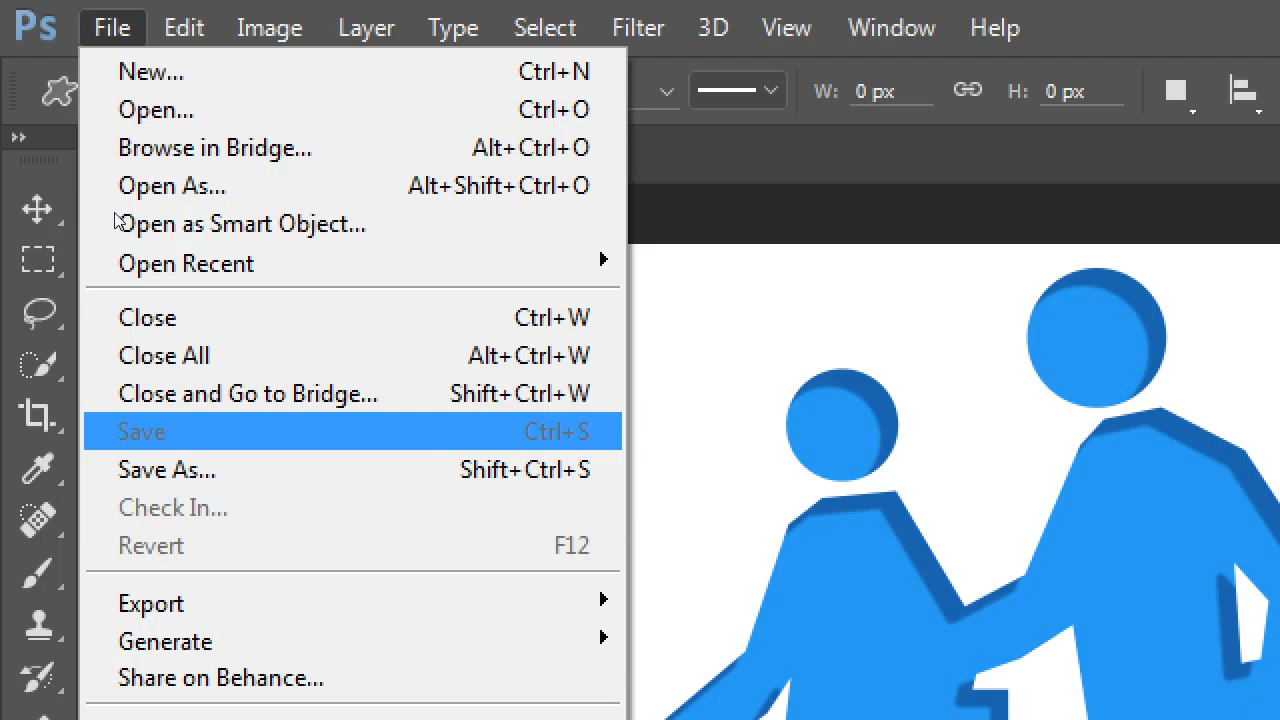 Ps File Edit Image Layer Type Select Filter 3D View Window Help
W: 0 px H: 0 px
New... Ctrl+N
Open... Ctrl+O
Browse in Bridge... Alt+Ctrl+O
Open As... Alt+Shift+Ctrl+O
Open as Smart Object...
Open Recent
Close Ctrl+W
Close All Alt+Ctrl+W
Close and Go to Bridge... Shift+Ctrl+W
Save Ctrl+S
Save As... Shift+Ctrl+S
Check In...
Revert F12
Export
Generate
Share on Behance...